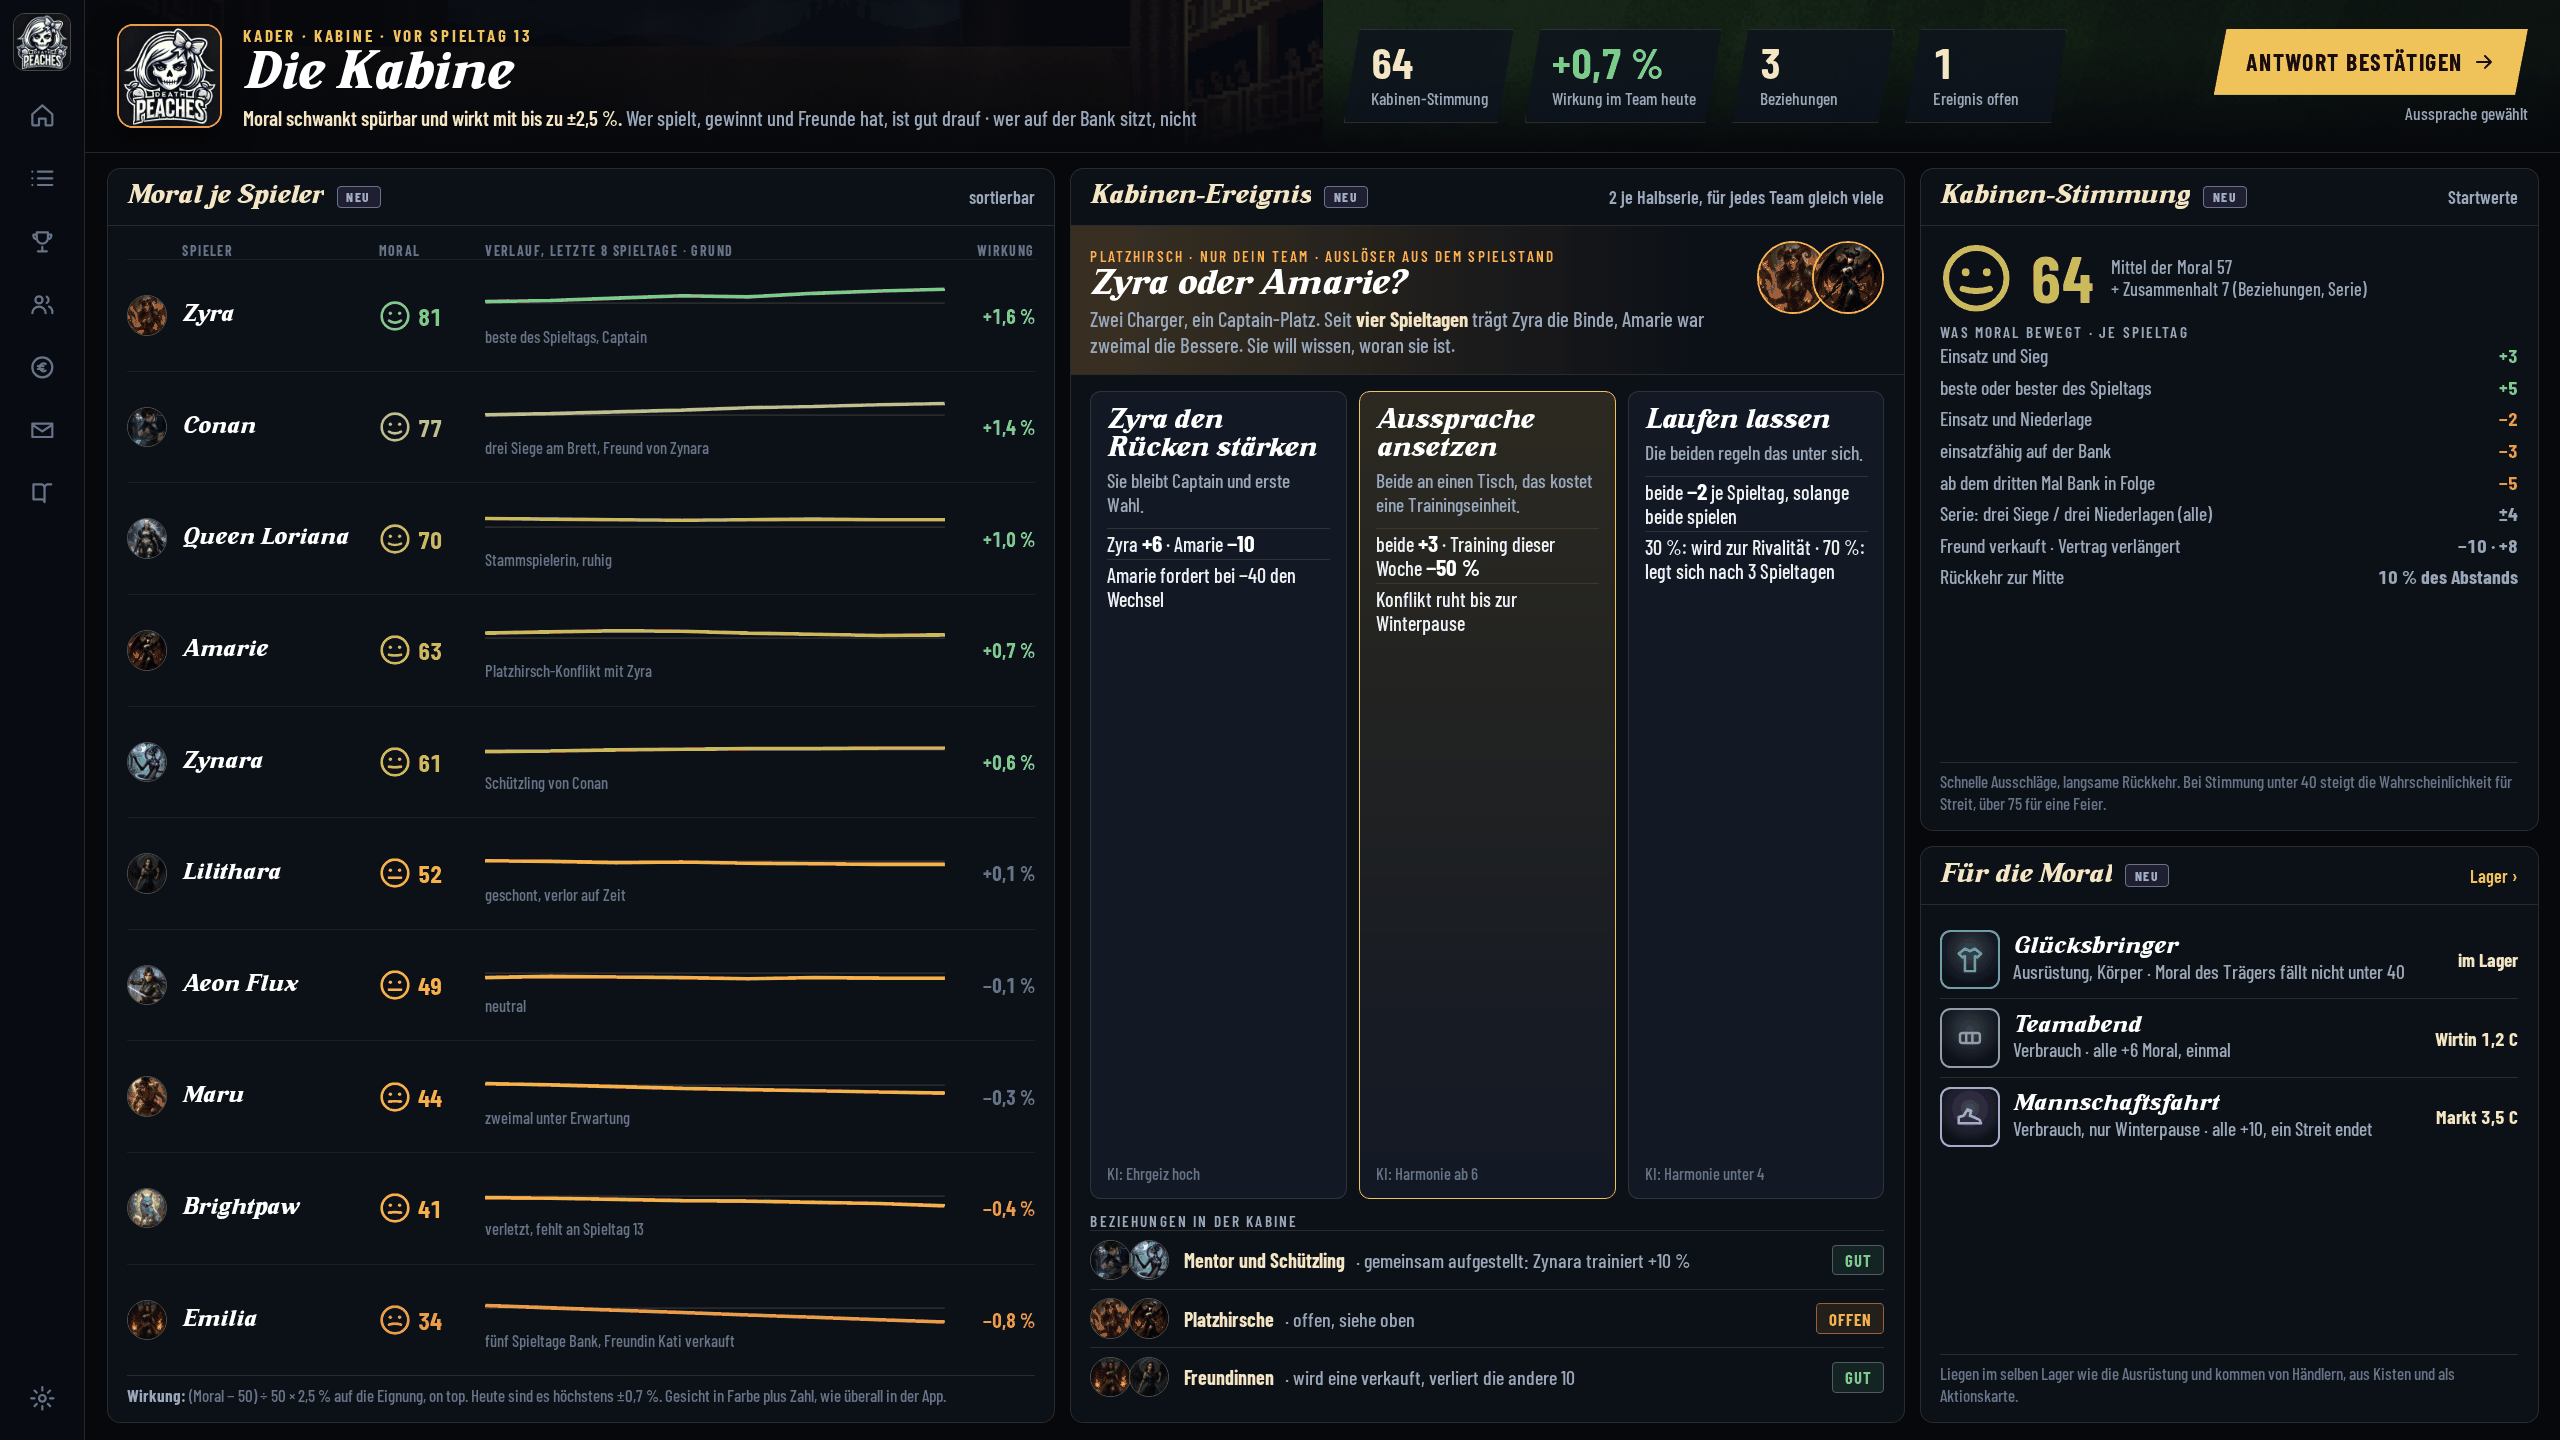 DEATH
PEACHES
DEATH
PEACHES
KADER · KABINE · VOR SPIELTAG 13
Die Kabine
Moral schwankt spürbar und wirkt mit bis zu ±2,5 %. Wer spielt, gewinnt und Freunde hat, ist gut drauf · wer auf der Bank sitzt, nicht
64
Kabinen-Stimmung
+0,7 %
Wirkung im Team heute
3
Beziehungen
1
Ereignis offen
ANTWORT BESTÄTIGEN →
Aussprache gewählt
Moral je Spieler NEU sortierbar
SPIELER MORAL VERLAUF, LETZTE 8 SPIELTAGE · GRUND WIRKUNG
Zyra 81 +1,6 %
beste des Spieltags, Captain
Conan 77 +1,4 %
drei Siege am Brett, Freund von Zynara
Queen Loriana 70 +1,0 %
Stammspielerin, ruhig
Amarie 63 +0,7 %
Platzhirsch-Konflikt mit Zyra
Zynara 61 +0,6 %
Schützling von Conan
Lilithara 52 +0,1 %
geschont, verlor auf Zeit
Aeon Flux 49 −0,1 %
neutral
Maru 44 −0,3 %
zweimal unter Erwartung
Brightpaw 41 −0,4 %
verletzt, fehlt an Spieltag 13
Emilia 34 −0,8 %
fünf Spieltage Bank, Freundin Kati verkauft
Wirkung: (Moral − 50) ÷ 50 × 2,5 % auf die Eignung, on top. Heute sind es höchstens ±0,7 %. Gesicht in Farbe plus Zahl, wie überall in der App.
Kabinen-Ereignis NEU 2 je Halbserie, für jedes Team gleich viele
PLATZHIRSCH · NUR DEIN TEAM · AUSLÖSER AUS DEM SPIELSTAND
Zyra oder Amarie?
Zwei Charger, ein Captain-Platz. Seit vier Spieltagen trägt Zyra die Binde, Amarie war
zweimal die Bessere. Sie will wissen, woran sie ist.
Zyra den
Rücken stärken
Sie bleibt Captain und erste
Wahl.
Zyra +6 · Amarie −10
Amarie fordert bei −40 den
Wechsel
KI: Ehrgeiz hoch
Aussprache
ansetzen
Beide an einen Tisch, das kostet
eine Trainingseinheit.
beide +3 · Training dieser
Woche −50 %
Konflikt ruht bis zur
Winterpause
KI: Harmonie ab 6
Laufen lassen
Die beiden regeln das unter sich.
beide −2 je Spieltag, solange
beide spielen
30 %: wird zur Rivalität · 70 %:
legt sich nach 3 Spieltagen
KI: Harmonie unter 4
BEZIEHUNGEN IN DER KABINE
Mentor und Schützling · gemeinsam aufgestellt: Zynara trainiert +10 % GUT
Platzhirsche · offen, siehe oben OFFEN
Freundinnen · wird eine verkauft, verliert die andere 10 GUT
Kabinen-Stimmung NEU Startwerte
64
Mittel der Moral 57
+ Zusammenhalt 7 (Beziehungen, Serie)
WAS MORAL BEWEGT · JE SPIELTAG
Einsatz und Sieg +3
beste oder bester des Spieltags +5
Einsatz und Niederlage −2
einsatzfähig auf der Bank −3
ab dem dritten Mal Bank in Folge −5
Serie: drei Siege / drei Niederlagen (alle) ±4
Freund verkauft · Vertrag verlängert −10 · +8
Rückkehr zur Mitte 10 % des Abstands
Schnelle Ausschläge, langsame Rückkehr. Bei Stimmung unter 40 steigt die Wahrscheinlichkeit für
Streit, über 75 für eine Feier.
Für die Moral NEU Lager ›
Glücksbringer
Ausrüstung, Körper · Moral des Trägers fällt nicht unter 40
im Lager
Teamabend
Verbrauch · alle +6 Moral, einmal
Wirtin 1,2 C
Mannschaftsfahrt
Verbrauch, nur Winterpause · alle +10, ein Streit endet
Markt 3,5 C
Liegen im selben Lager wie die Ausrüstung und kommen von Händlern, aus Kisten und als
Aktionskarte.